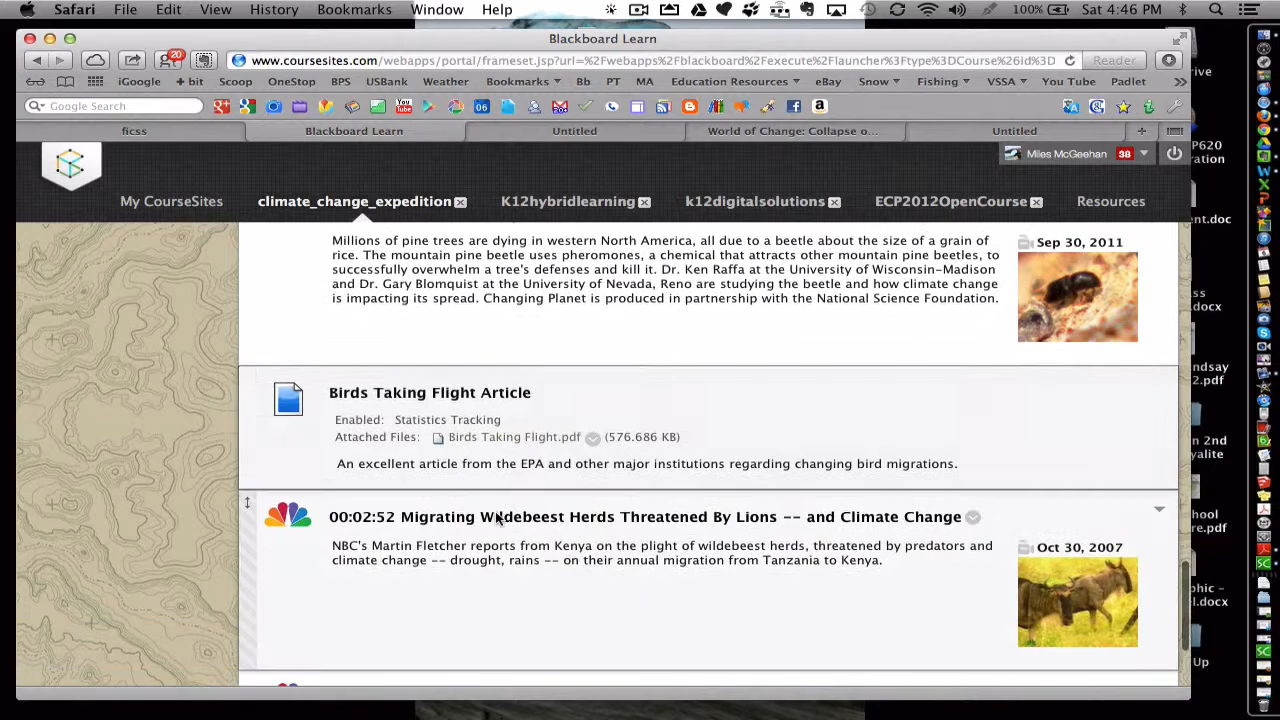 Safari File Edit View History Bookmarks Window Help 100% Sat 4:46 PM
Blackboard Learn
www.coursesites.com/webapps/portal/frameset.jsp?url=%2Fwebapps%2Fblackboard%2Fexecute%2Flauncher%3Ftype%3DCourse%26id%3D Reader
20
iGoogle + bit Scoop OneStop BPS USBank Weather Bookmarks Bb PT MA Education Resources eBay Snow Fishing VSSA You Tube Padlet
Google Search
ficss Blackboard Learn Untitled World of Change: Collapse o... Untitled
Miles McGeehan 38
My CourseSites climate_change_expedition K12hybridlearning k12digitalsolutions ECP2012OpenCourse Resources
Millions of pine trees are dying in western North America, all due to a beetle about the size of a grain of
rice. The mountain pine beetle uses pheromones, a chemical that attracts other mountain pine beetles, to
successfully overwhelm a tree's defenses and kill it. Dr. Ken Raffa at the University of Wisconsin-Madison
and Dr. Gary Blomquist at the University of Nevada, Reno are studying the beetle and how climate change
is impacting its spread. Changing Planet is produced in partnership with the National Science Foundation.
Sep 30, 2011
Birds Taking Flight Article
Enabled: Statistics Tracking
Attached Files: Birds Taking Flight.pdf (576.686 KB)
An excellent article from the EPA and other major institutions regarding changing bird migrations.
00:02:52 Migrating Wildebeest Herds Threatened By Lions -- and Climate Change
NBC's Martin Fletcher reports from Kenya on the plight of wildebeest herds, threatened by predators and
climate change -- drought, rains -- on their annual migration from Tanzania to Kenya.
Oct 30, 2007